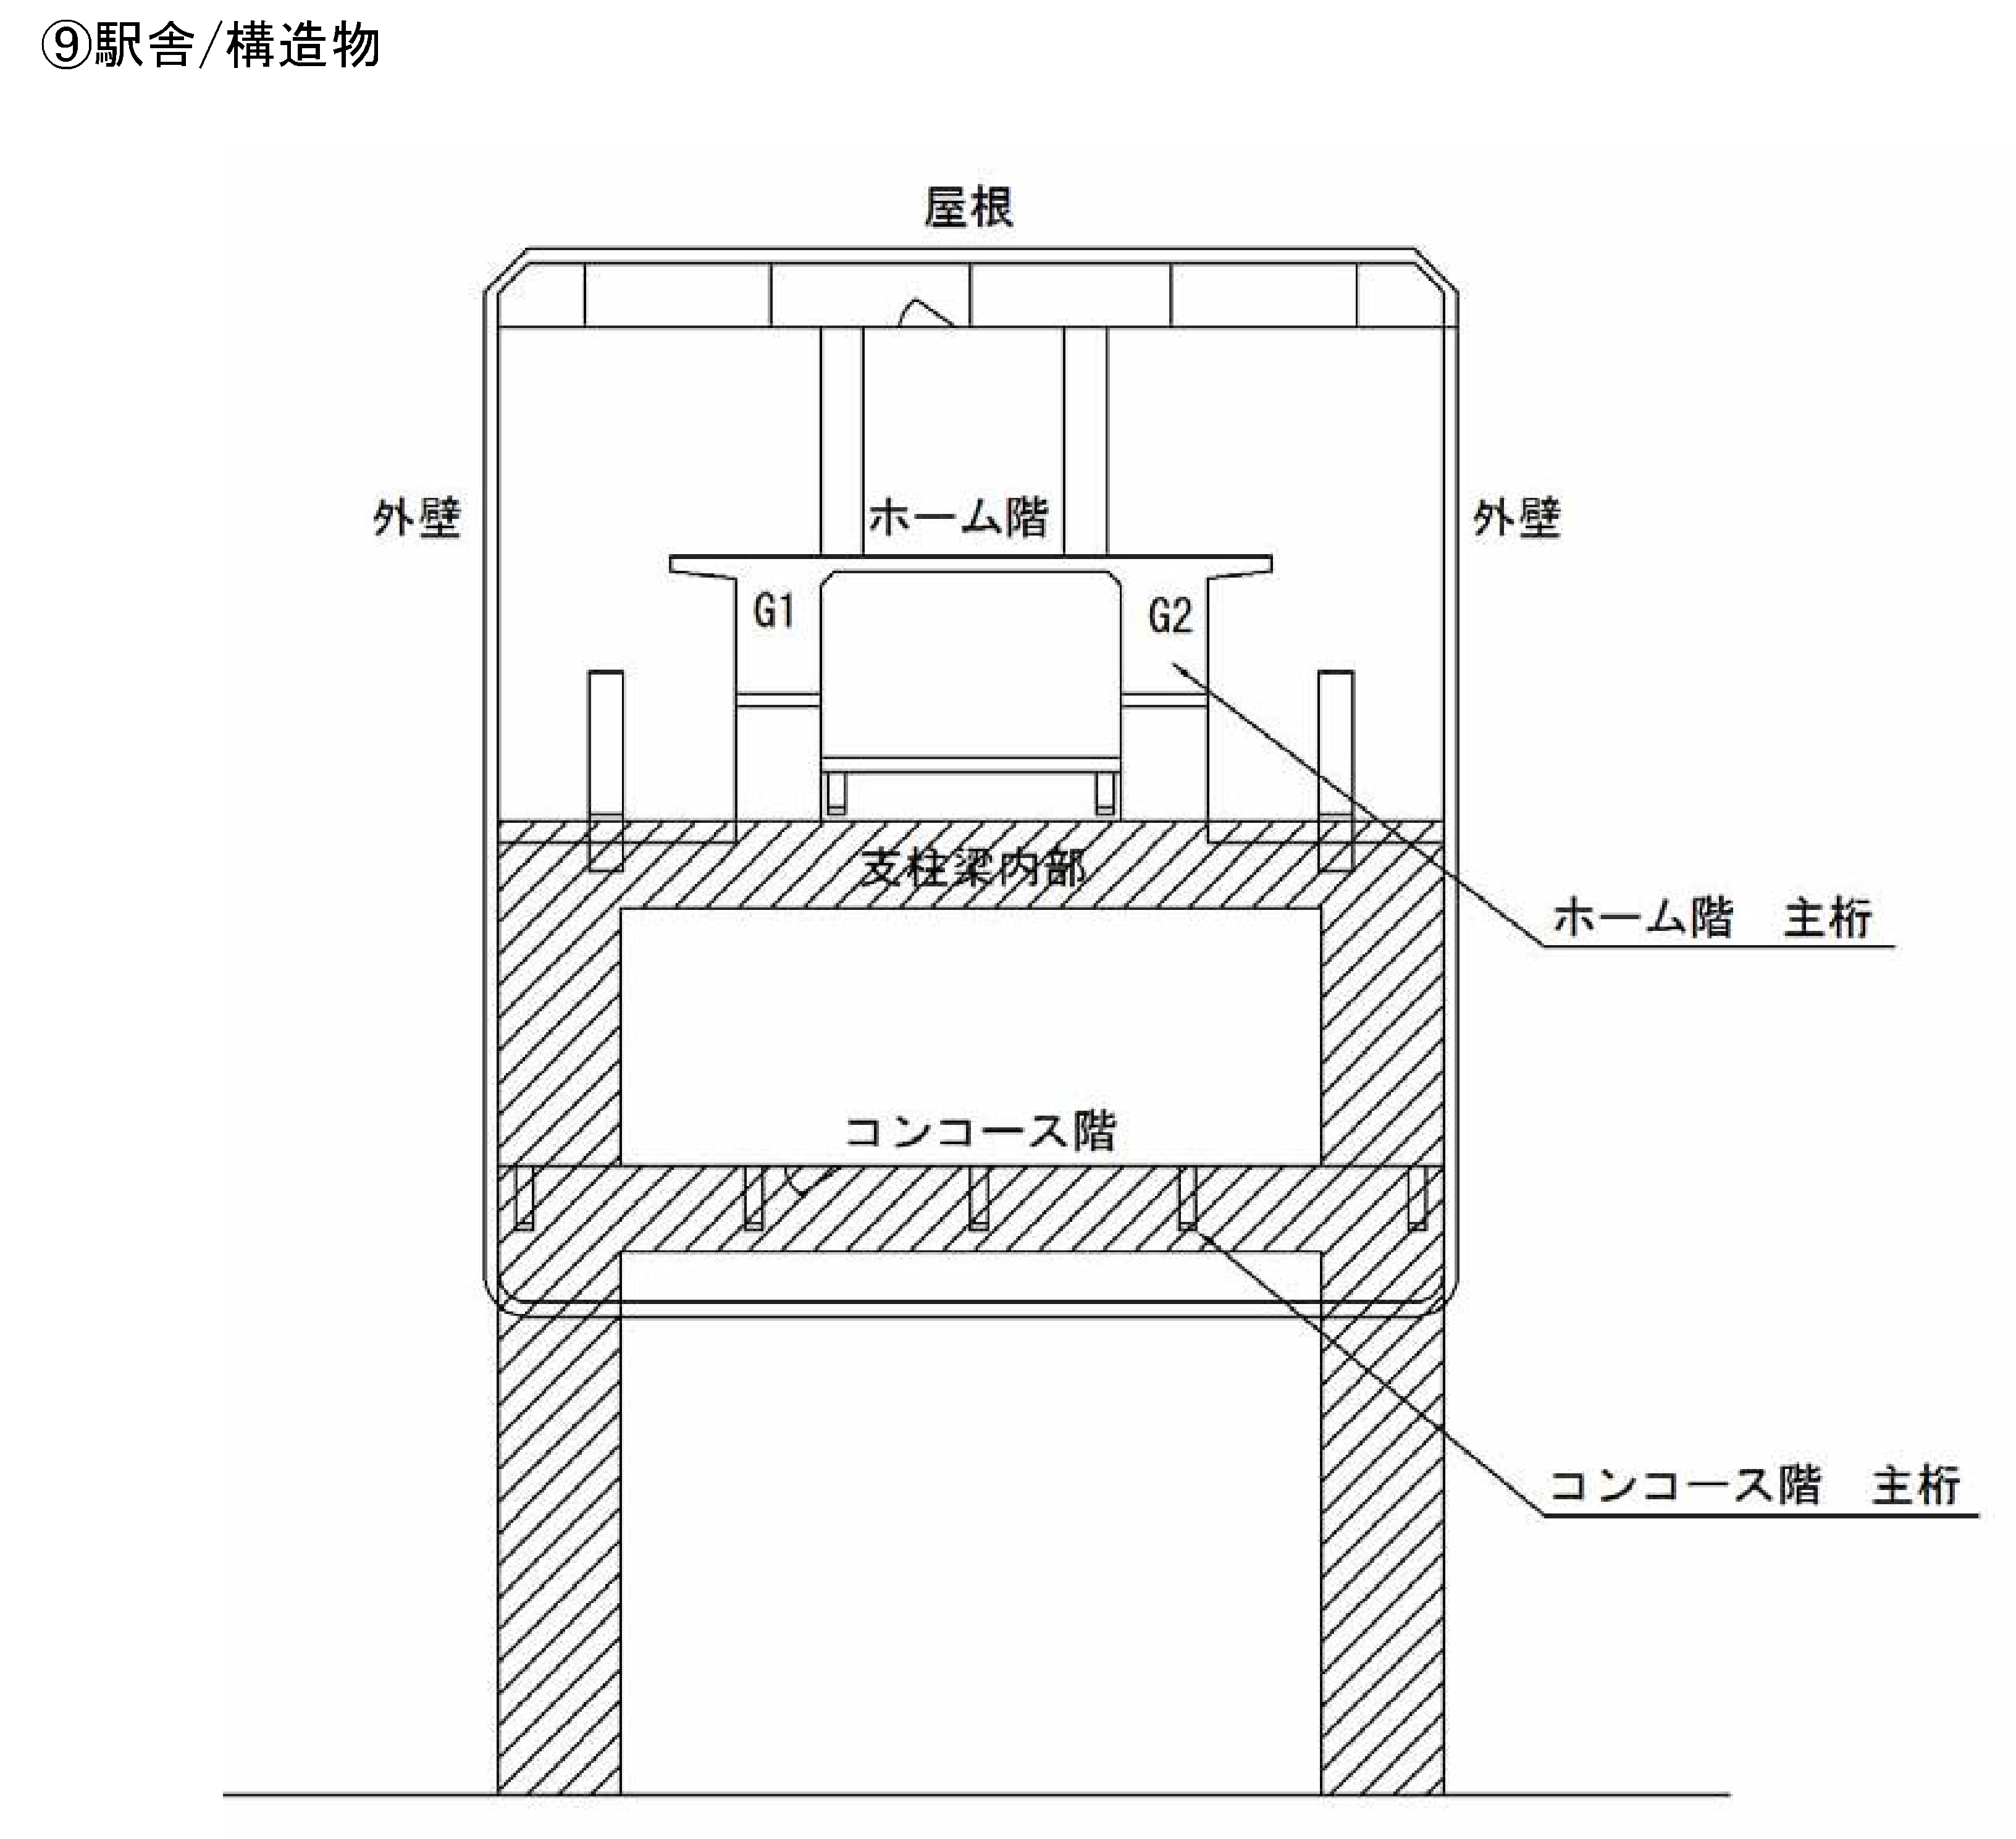 ⑨駅舎/構造物
屋根
外壁
ホーム階
外壁
G1
G2
支柱梁内部
ホーム階　主桁
コンコース階
コンコース階　主桁